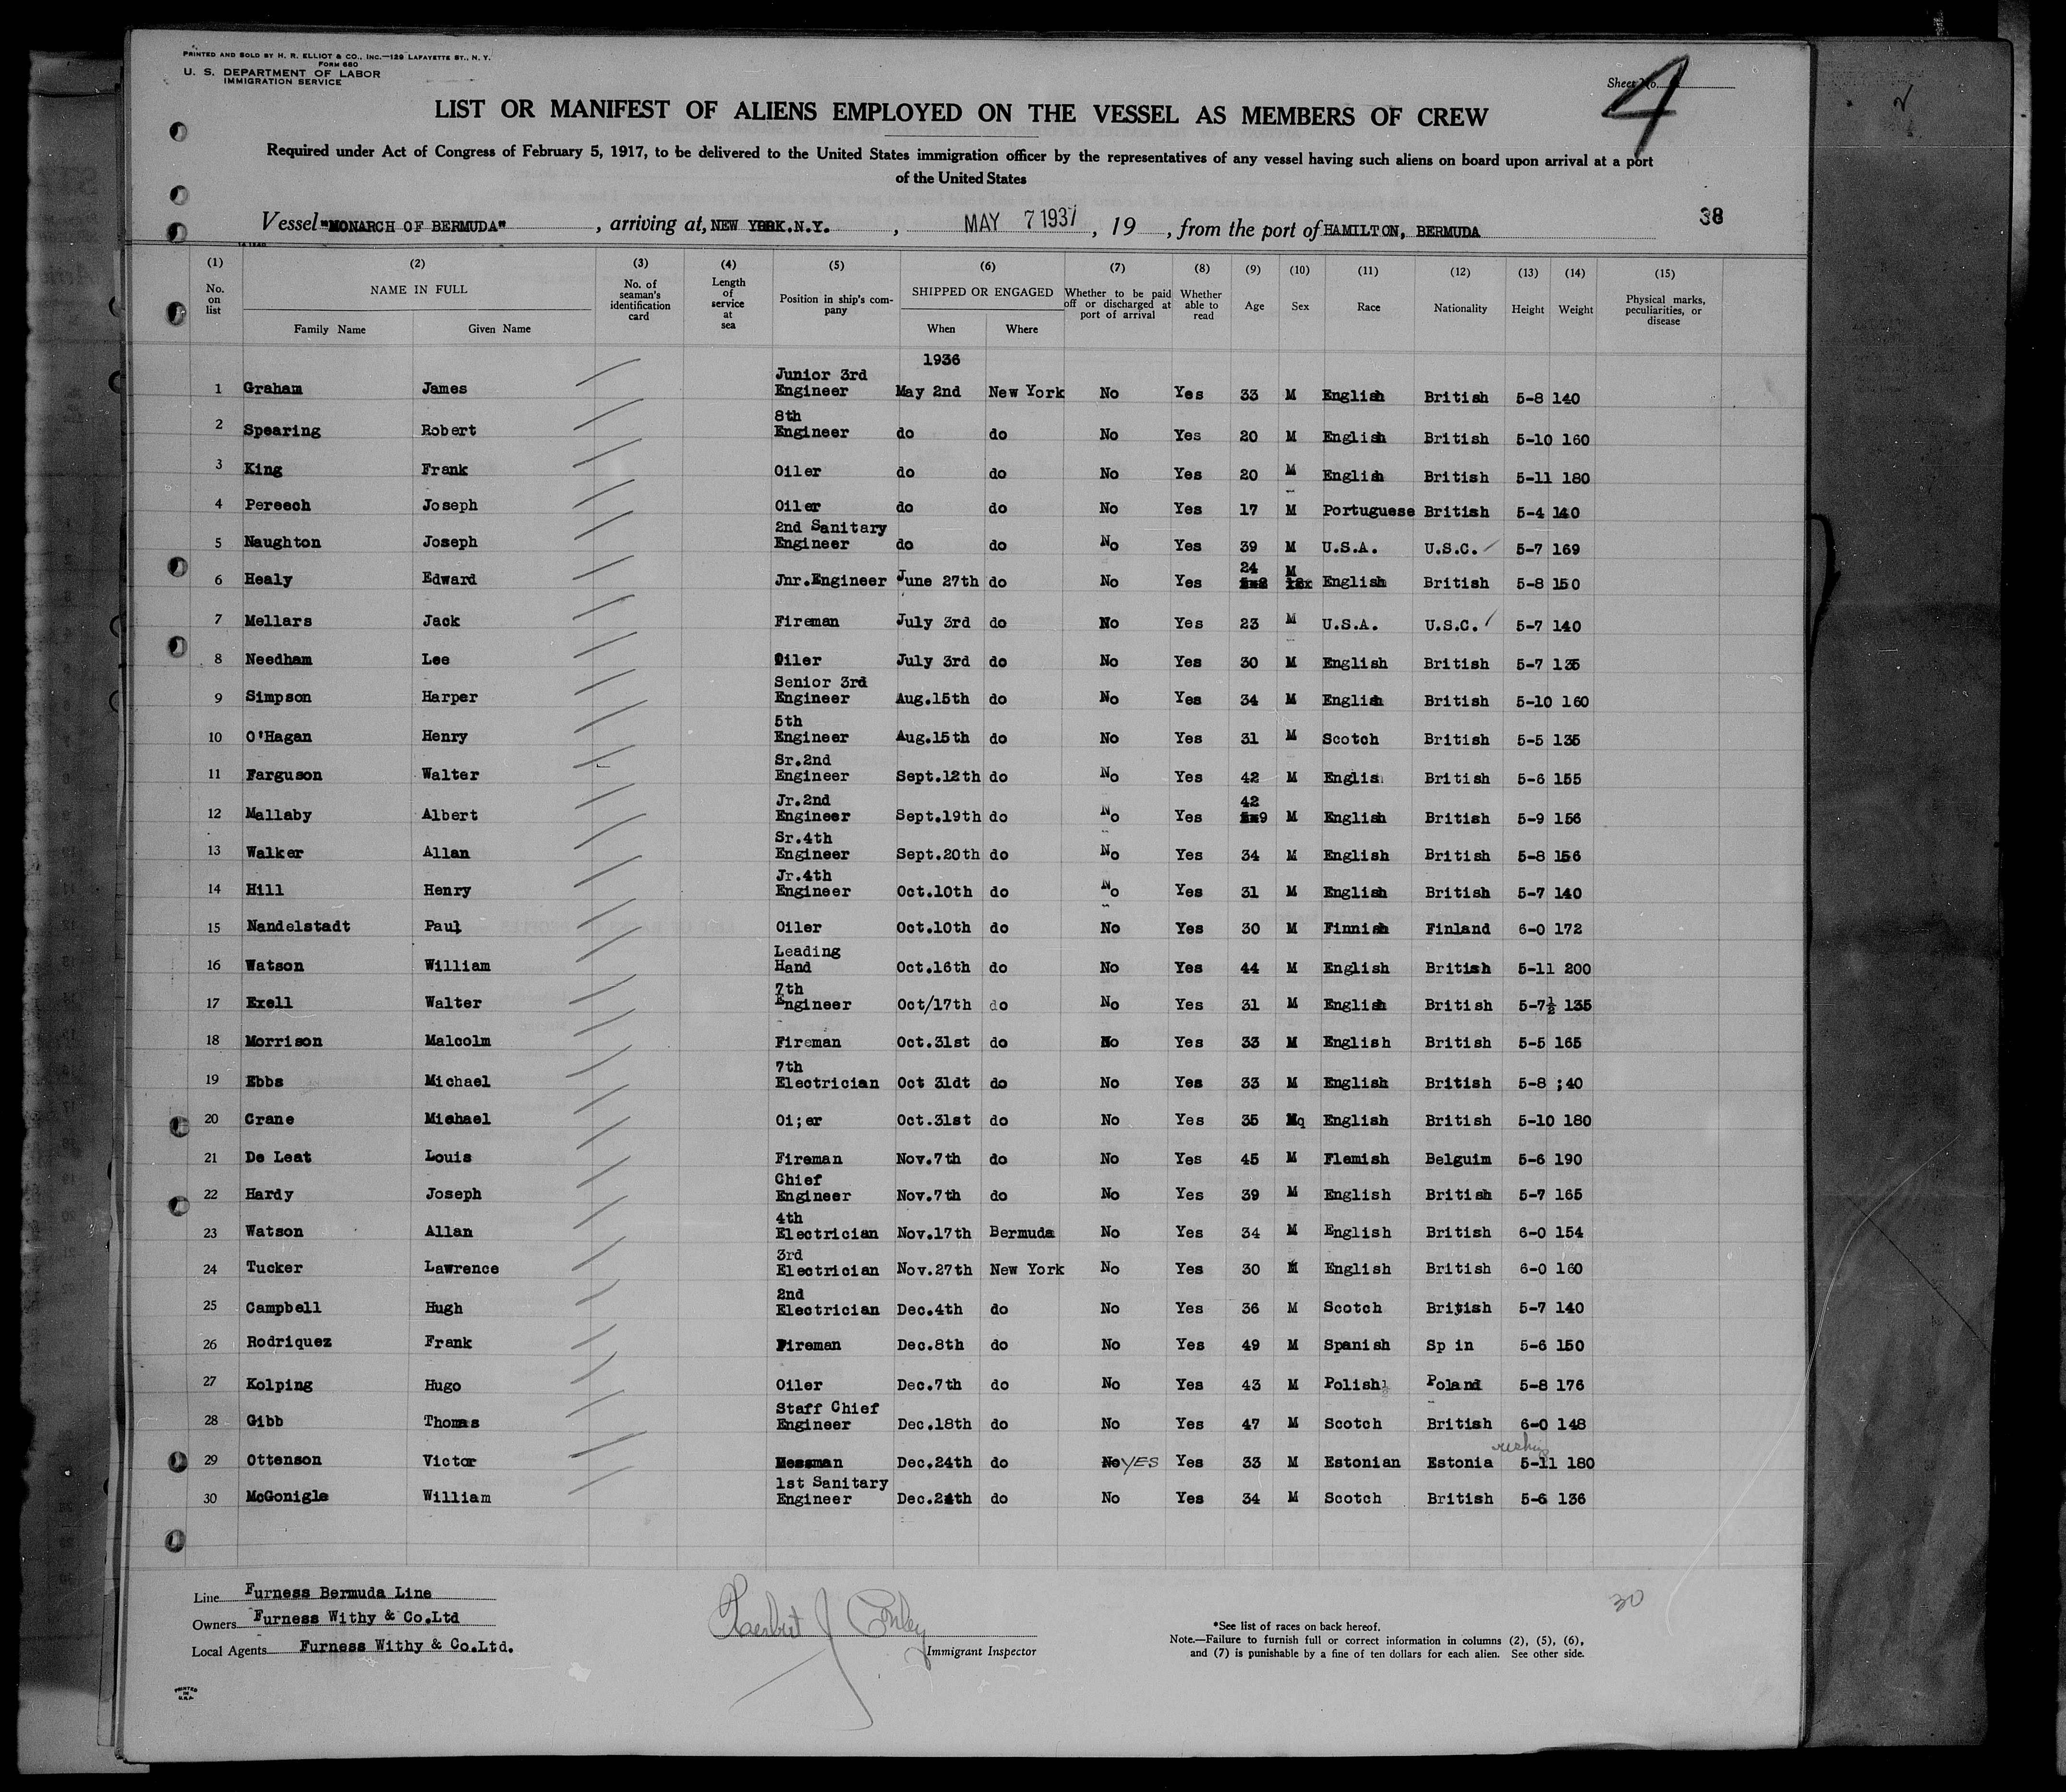 PRINTED AND SOLD BY H. R. ELLIOT & CO., INC.—129 LAFAYETTE ST., N. Y.
FORM 680
U. S. DEPARTMENT OF LABOR
IMMIGRATION SERVICE
Sheet No. 4
LIST OR MANIFEST OF ALIENS EMPLOYED ON THE VESSEL AS MEMBERS OF CREW
Required under Act of Congress of February 5, 1917, to be delivered to the United States immigration officer by the representatives of any vessel having such aliens on board upon arrival at a port
of the United States
38
Vessel "MONARCH OF BERMUDA", arriving at, NEW YORK.N.Y., MAY 7 1937, 19 , from the port of HAMILTON, BERMUDA
(1) (2) (3) (4) (5) (6) (7) (8) (9) (10) (11) (12) (13) (14) (15)
No. on list NAME IN FULL Family Name Given Name No. of seaman's identification card Length of service at sea Position in ship's company SHIPPED OR ENGAGED When Where Whether to be paid off or discharged at port of arrival Whether able to read Age Sex Race Nationality Height Weight Physical marks, peculiarities, or disease
1936
1 Graham James Junior 3rd Engineer May 2nd New York No Yes 33 M English British 5-8 140
2 Spearing Robert 8th Engineer do do No Yes 20 M English British 5-10 160
3 King Frank Oiler do do No Yes 20 M English British 5-11 180
4 Pereech Joseph Oiler do do No Yes 17 M Portuguese British 5-4 140
5 Naughton Joseph 2nd Sanitary Engineer do do No Yes 39 M U.S.A. U.S.C. 5-7 169
6 Healy Edward Jnr.Engineer June 27th do No Yes 24 M English British 5-8 150
7 Mellars Jack Fireman July 3rd do No Yes 23 M U.S.A. U.S.C. 5-7 140
8 Needham Lee Oiler July 3rd do No Yes 30 M English British 5-7 135
9 Simpson Harper Senior 3rd Engineer Aug.15th do No Yes 34 M English British 5-10 160
10 O'Hagan Henry 5th Engineer Aug.15th do No Yes 31 M Scotch British 5-5 135
11 Farguson Walter Sr.2nd Engineer Sept.12th do No Yes 42 M Englis British 5-6 155
12 Mallaby Albert Jr.2nd Engineer Sept.19th do No Yes 42 M English British 5-9 156
13 Walker Allan Sr.4th Engineer Sept.20th do No Yes 34 M English British 5-8 156
14 Hill Henry Jr.4th Engineer Oct.10th do No Yes 31 M English British 5-7 140
15 Nandelstadt Paul Oiler Oct.10th do No Yes 30 M Finnish Finland 6-0 172
16 Watson William Leading Hand Oct.16th do No Yes 44 M English British 5-11 200
17 Exell Walter 7th Engineer Oct/17th do No Yes 31 M English British 5-7½ 135
18 Morrison Malcolm Fireman Oct.31st do No Yes 33 M English British 5-5 165
19 Ebbs Michael 7th Electrician Oct 31dt do No Yes 33 M English British 5-8 ;40
20 Crane Michael Oi;er Oct.31st do No Yes 35 Mq English British 5-10 180
21 De Leat Louis Fireman Nov.7th do No Yes 45 M Flemish Belguim 5-6 190
22 Hardy Joseph Chief Engineer Nov.7th do No Yes 39 M English British 5-7 165
23 Watson Allan 4th Electrician Nov.17th Bermuda No Yes 34 M English British 6-0 154
24 Tucker Lawrence 3rd Electrician Nov.27th New York No Yes 30 M English British 6-0 160
25 Campbell Hugh 2nd Electrician Dec.4th do No Yes 36 M Scotch British 5-7 140
26 Rodriquez Frank Fireman Dec.8th do No Yes 49 M Spanish Sp in 5-6 150
27 Kolping Hugo Oiler Dec.7th do No Yes 43 M Polish Poland 5-8 176
28 Gibb Thomas Staff Chief Engineer Dec.18th do No Yes 47 M Scotch British 6-0 148
29 Ottenson Victor Messman Dec.24th do No YES Yes 33 M Estonian Estonia 5-11 180
30 McGonigle William 1st Sanitary Engineer Dec.24th do No Yes 34 M Scotch British 5-6 136
30
Line Furness Bermuda Line
Owners Furness Withy & Co.Ltd
Local Agents Furness Withy & Co.Ltd.
Immigrant Inspector
*See list of races on back hereof.
Note.—Failure to furnish full or correct information in columns (2), (5), (6),
and (7) is punishable by a fine of ten dollars for each alien. See other side.
PRINTED
IN
U.S.A.